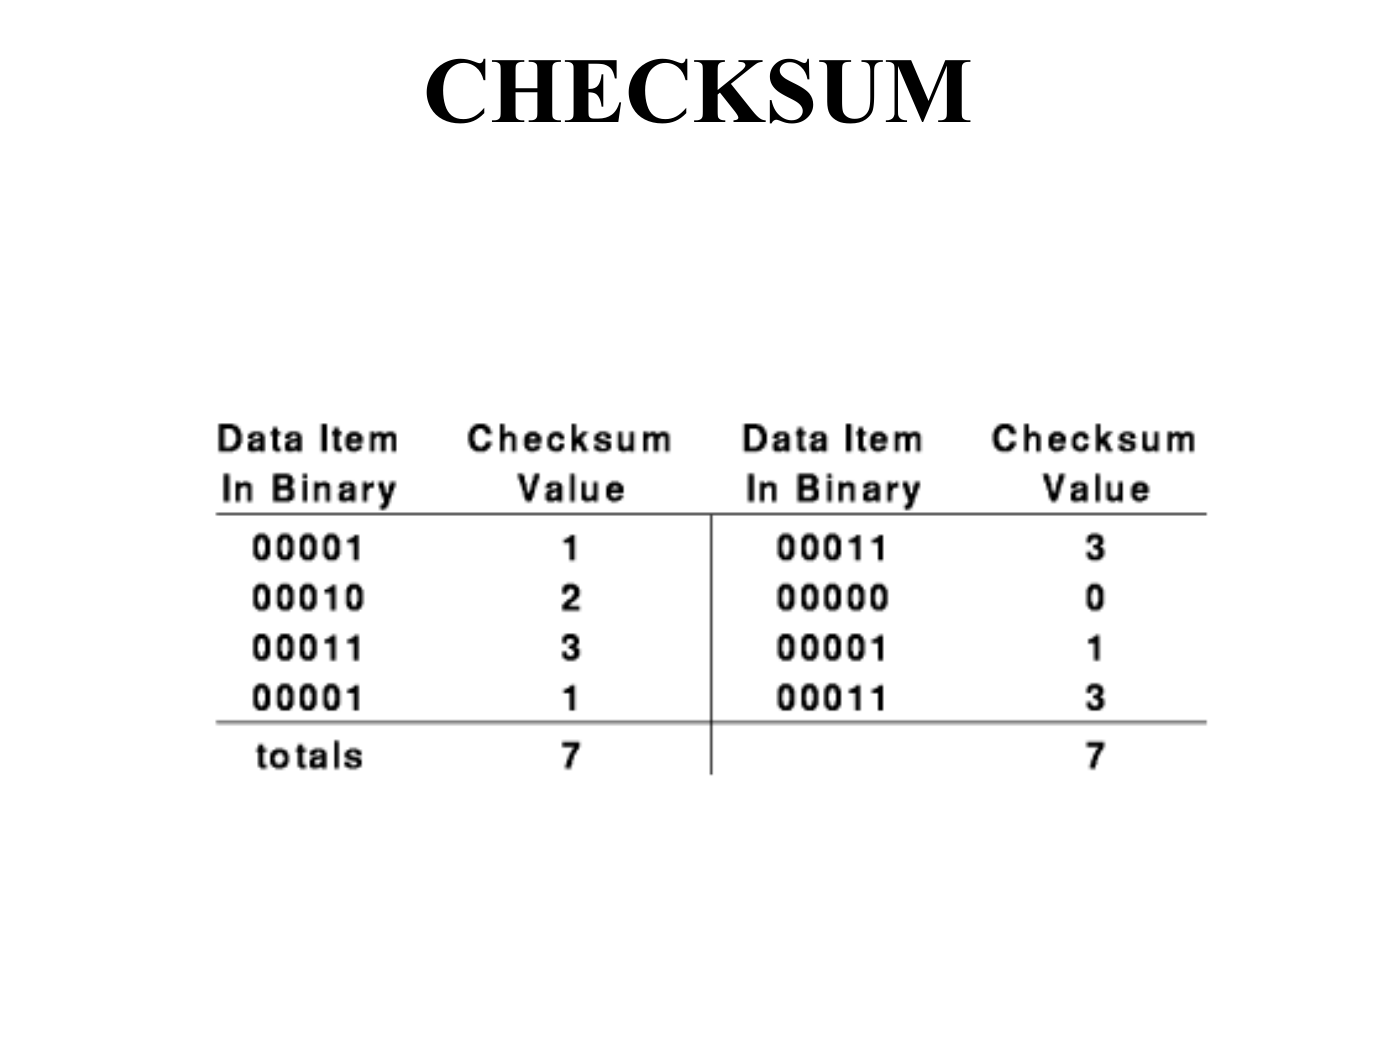 CHECKSUM
Data Item Checksum Data Item Checksum
In Binary Value In Binary Value
00001 1 00011 3
00010 2 00000 0
00011 3 00001 1
00001 1 00011 3
totals 7 7